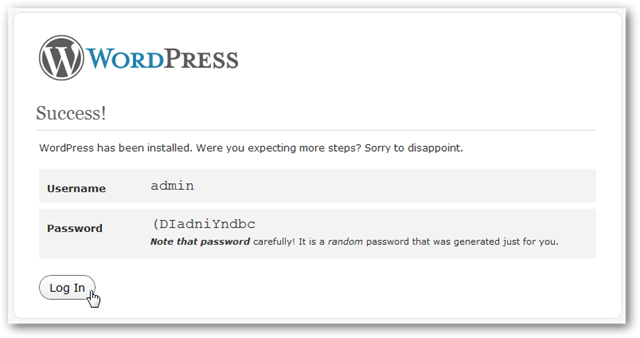 WORDPRESS
Success!
WordPress has been installed. Were you expecting more steps? Sorry to disappoint.
Username admin
Password (DIadniYndbc
Note that password carefully! It is a random password that was generated just for you.
Log In